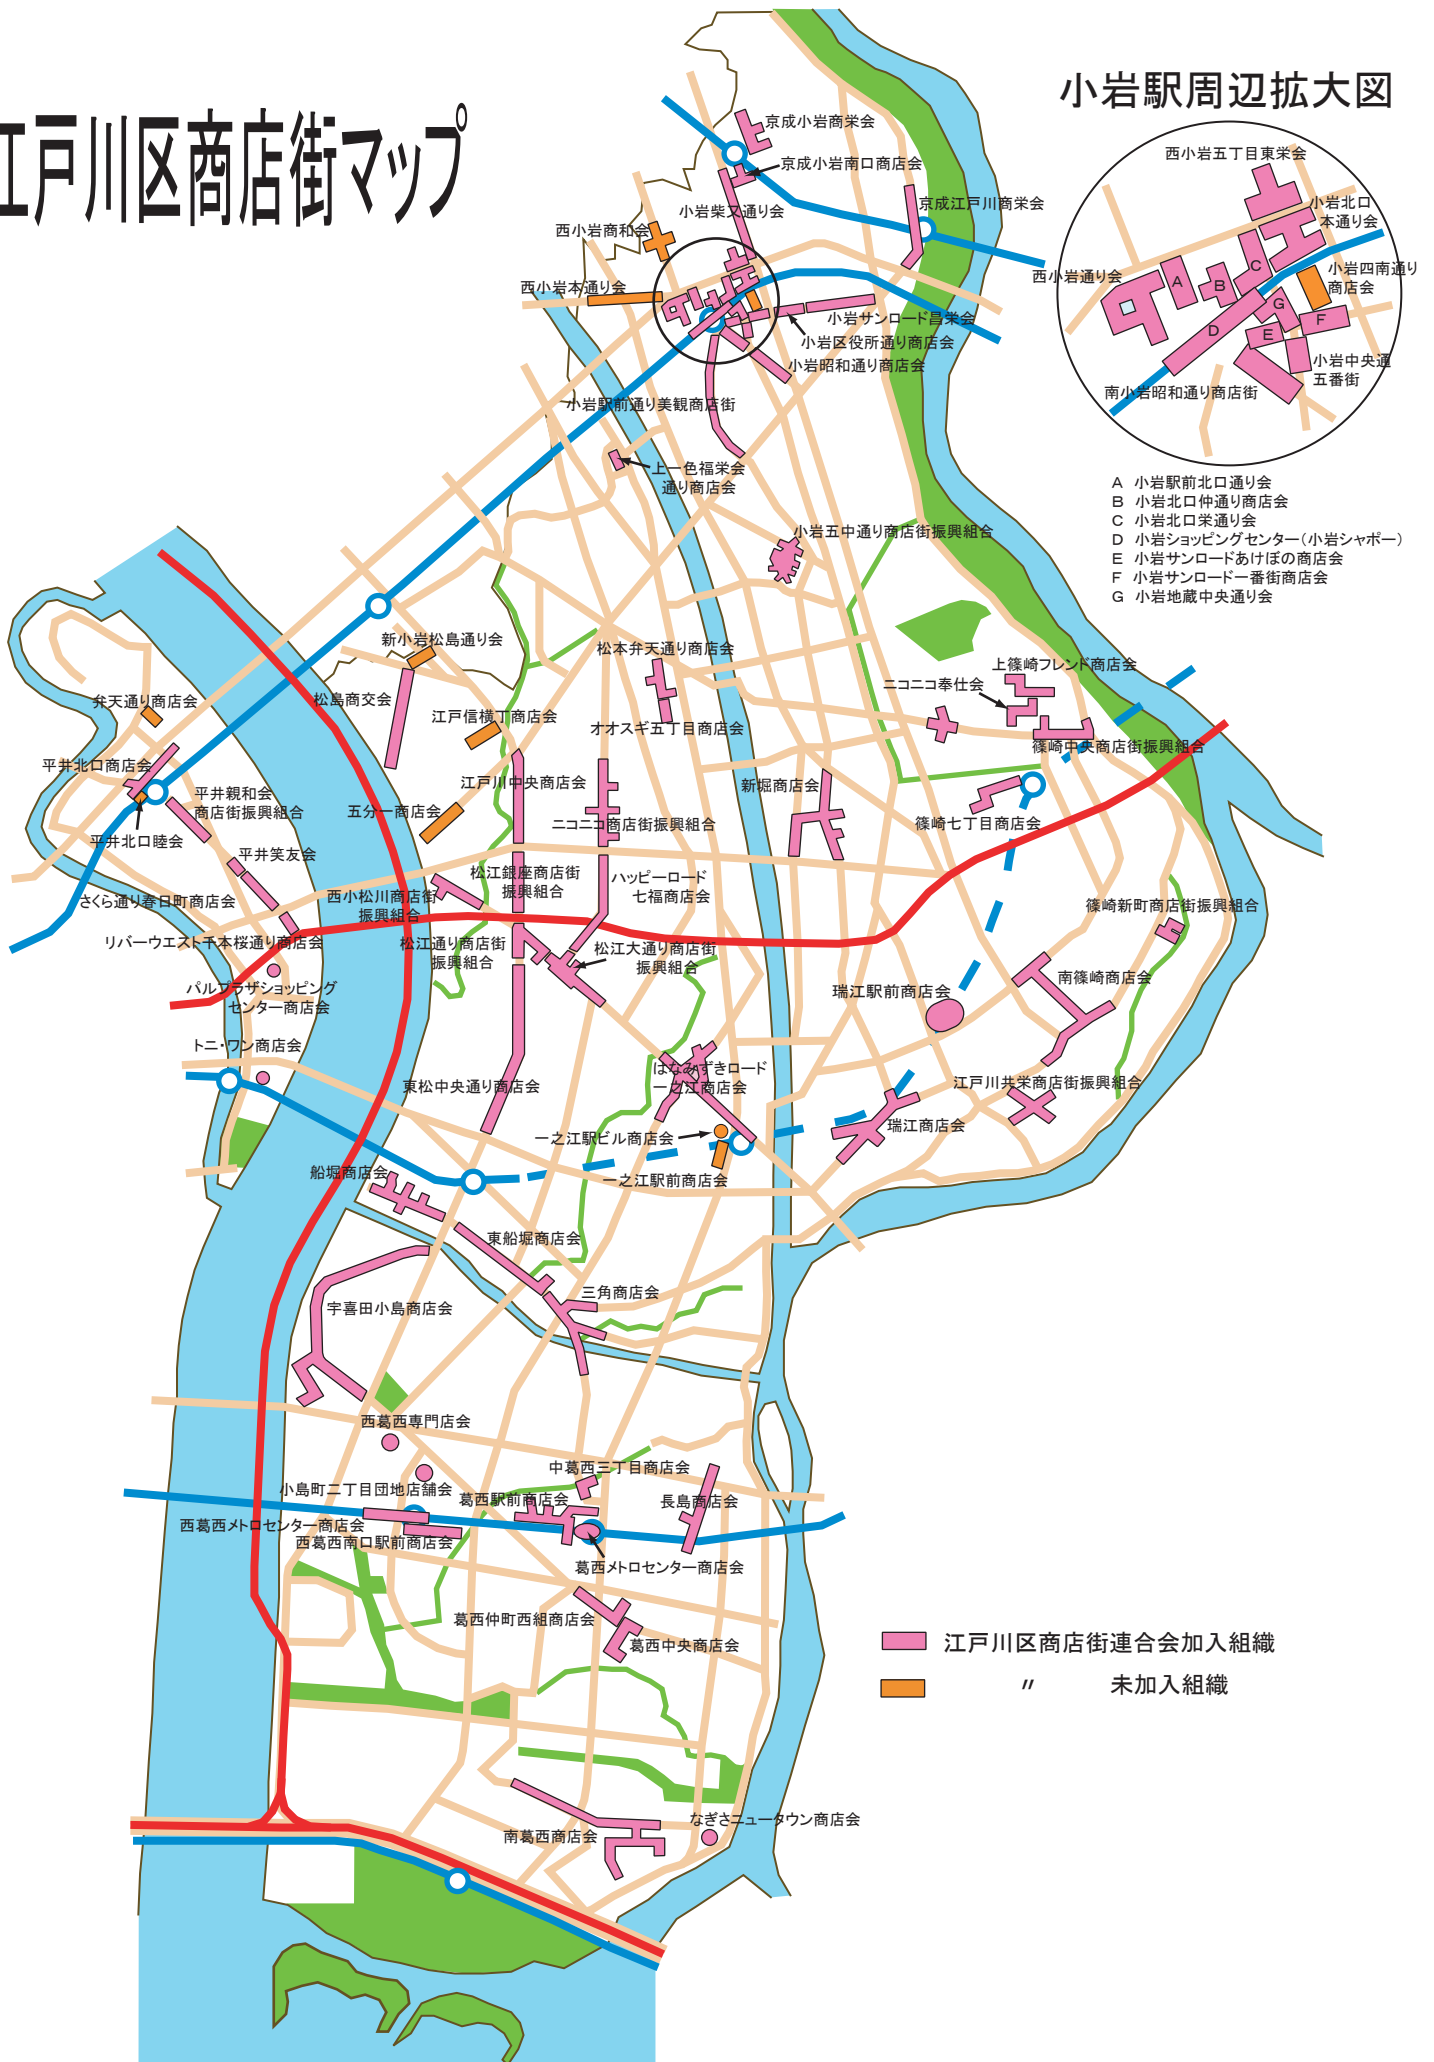 江戸川区商店街マップ
小岩駅周辺拡大図
西小岩五丁目東栄会
小岩北口
本通り会
西小岩通り会
小岩四南通り
商店会
A
B
C
D
E
F
G
小岩中央通
五番街
南小岩昭和通り商店街
A 小岩駅前北口通り会
B 小岩北口仲通り商店会
C 小岩北口栄通り会
D 小岩ショッピングセンター(小岩シャポー)
E 小岩サンロードあけぼの商店会
F 小岩サンロード一番街商店会
G 小岩地蔵中央通り会
京成小岩商栄会
京成小岩南口商店会
小岩柴又通り会
京成江戸川商栄会
西小岩商和会
西小岩本通り会
小岩サンロード昌栄会
小岩区役所通り商店会
小岩昭和通り商店会
小岩駅前通り美観商店街
上一色福栄会
通り商店会
小岩五中通り商店街振興組合
新小岩松島通り会
松本弁天通り商店会
上篠崎フレンド商店会
ニコニコ奉仕会
弁天通り商店会
松島商交会
江戸信横丁商店会
オオスギ五丁目商店会
篠崎中央商店街振興組合
平井北口商店会
江戸川中央商店会
新堀商店会
平井親和会
商店街振興組合
五分一商店会
ニコニコ商店街振興組合
篠崎七丁目商店会
平井北口睦会
平井笑友会
松江銀座商店街
振興組合
ハッピーロード
七福商店会
さくら通り春日町商店会
西小松川商店街
振興組合
篠崎新町商店街振興組合
リバーウエスト千本桜通り商店会
松江通り商店街
振興組合
松江大通り商店街
振興組合
南篠崎商店会
パルプラザショッピング
センター商店会
瑞江駅前商店会
トニ・ワン商店会
はなみずきロード
一之江商店会
東松中央通り商店会
江戸川共栄商店街振興組合
瑞江商店会
一之江駅ビル商店会
船堀商店会
一之江駅前商店会
東船堀商店会
三角商店会
宇喜田小島商店会
西葛西専門店会
中葛西三丁目商店会
小島町二丁目団地店舗会
葛西駅前商店会
長島商店会
西葛西メトロセンター商店会
西葛西南口駅前商店会
葛西メトロセンター商店会
葛西仲町西組商店会
葛西中央商店会
江戸川区商店街連合会加入組織
〃 未加入組織
なぎさニュータウン商店会
南葛西商店会